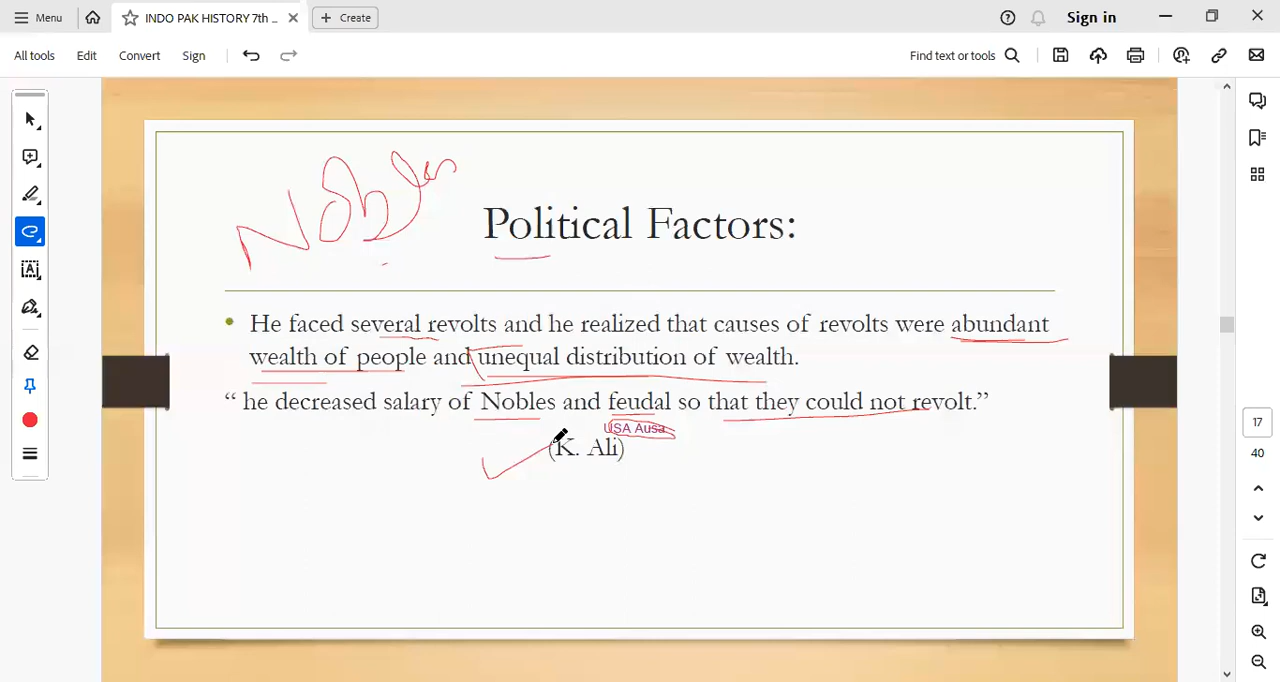 Menu
INDO PAK HISTORY 7th ...
Create
Sign in
All tools
Edit
Convert
Sign
Find text or tools
Nobles
Political Factors:
• He faced several revolts and he realized that causes of revolts were abundant
wealth of people and unequal distribution of wealth.
“ he decreased salary of Nobles and feudal so that they could not revolt.”
USA Ausa
(K. Ali)
17
40